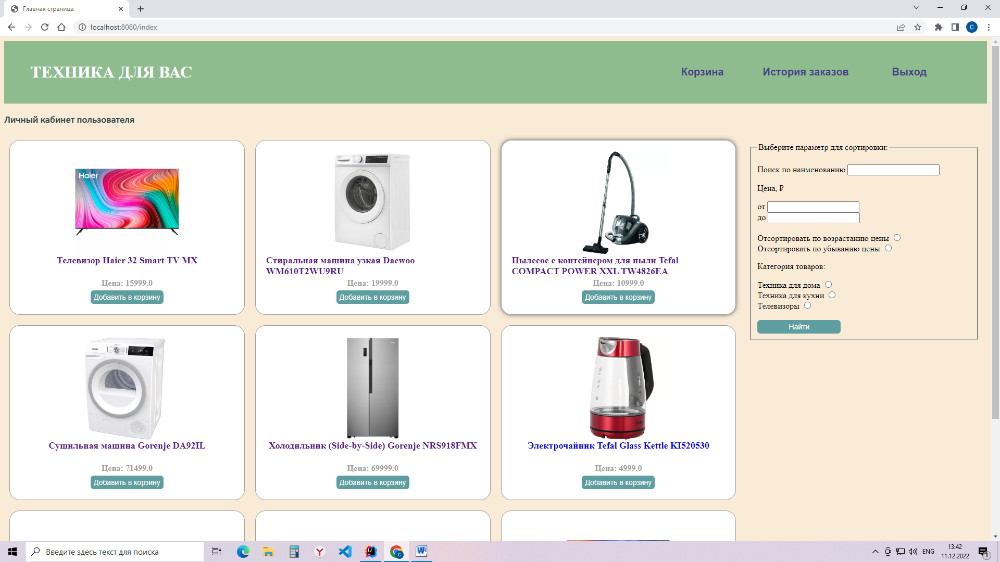 Главная страница
localhost:8080/index
C
ТЕХНИКА ДЛЯ ВАС
Корзина
История заказов
Выход
Личный кабинет пользователя
Haier
Телевизор Haier 32 Smart TV MX
Цена: 15999.0
Добавить в корзину
Стиральная машина узкая Daewoo
WM610T2WU9RU
Цена: 19999.0
Добавить в корзину
Пылесос с контейнером для пыли Tefal
COMPACT POWER XXL TW4826EA
Цена: 10999.0
Добавить в корзину
Выберите параметр для сортировки:
Поиск по наименованию
Цена, ₽
от
до
Отсортировать по возрастанию цены
Отсортировать по убыванию цены
Категория товаров:
Техника для дома
Техника для кухни
Телевизоры
Найти
Сушильная машина Gorenje DA92IL
Цена: 71499.0
Добавить в корзину
Холодильник (Side-by-Side) Gorenje NRS918FMX
Цена: 69999.0
Добавить в корзину
Электрочайник Tefal Glass Kettle KI520530
Цена: 4999.0
Добавить в корзину
Введите здесь текст для поиска
ENG
13:42
11.12.2022
1